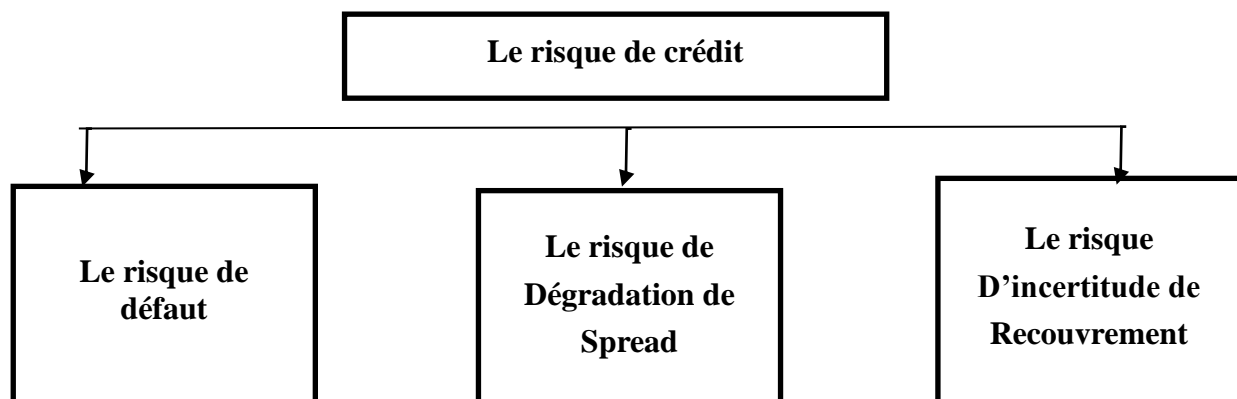 Le risque de crédit
Le risque de
défaut
Le risque de
Dégradation de
Spread
Le risque
D’incertitude de
Recouvrement